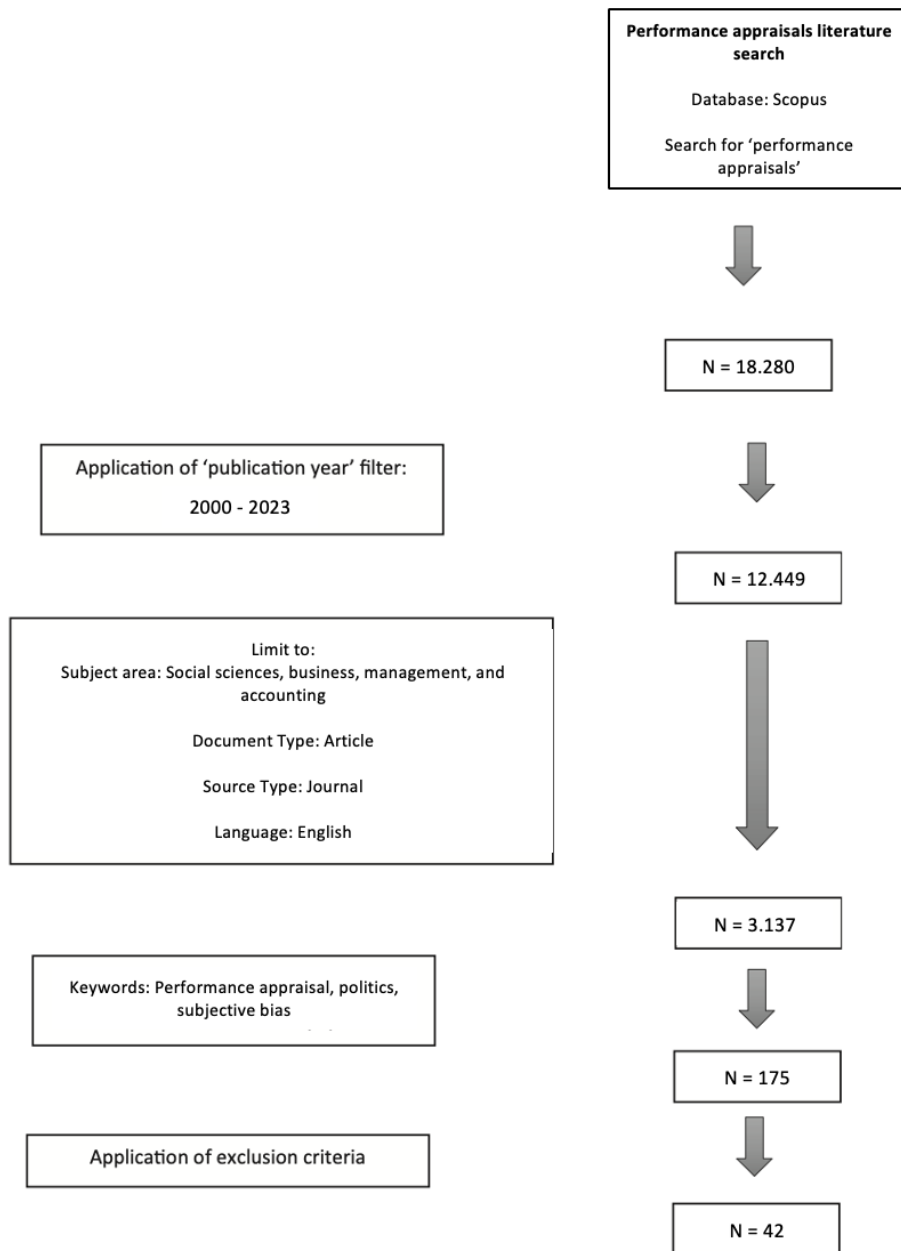 Performance appraisals literature
search
Database: Scopus
Search for ‘performance
appraisals’
N = 18.280
Application of ‘publication year’ filter:
2000 - 2023
N = 12.449
Limit to:
Subject area: Social sciences, business, management, and
accounting
Document Type: Article
Source Type: Journal
Language: English
N = 3.137
Keywords: Performance appraisal, politics,
subjective bias
N = 175
Application of exclusion criteria
N = 42